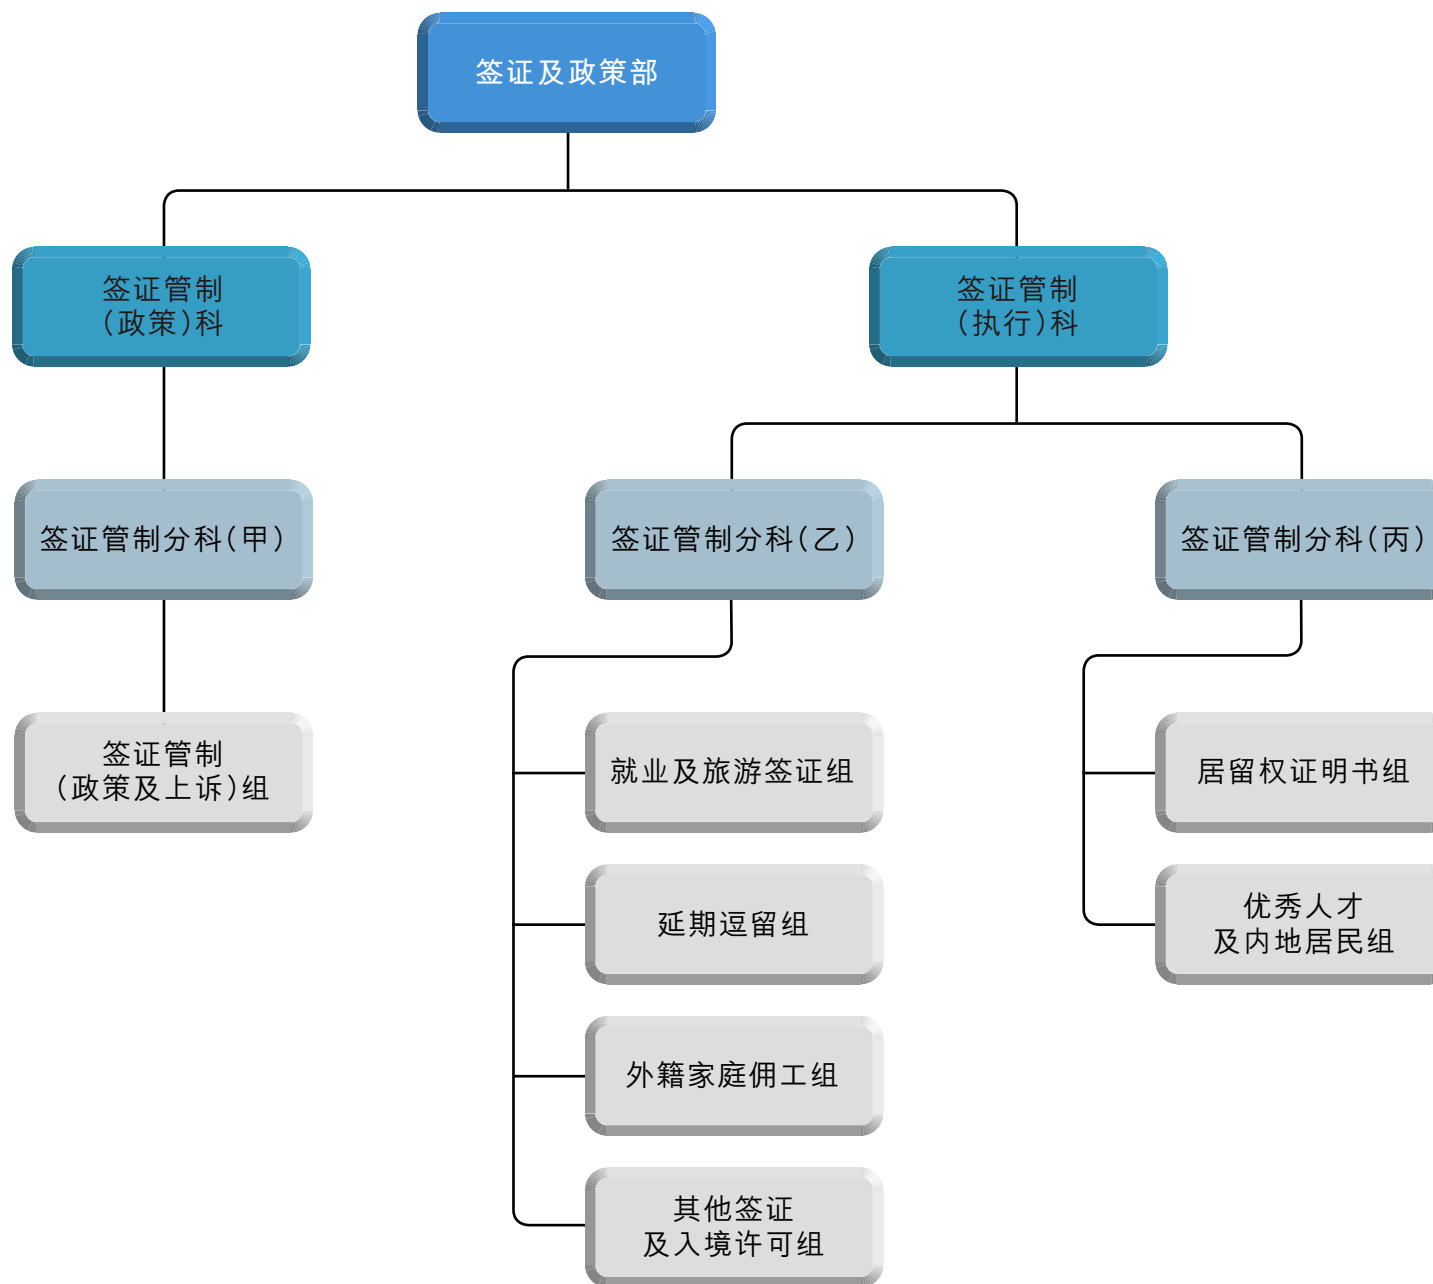 签证及政策部
签证管制
（政策）科
签证管制
（执行）科
签证管制分科（甲）
签证管制分科（乙）
签证管制分科（丙）
签证管制
（政策及上诉）组
就业及旅游签证组
居留权证明书组
延期逗留组
优秀人才
及内地居民组
外籍家庭佣工组
其他签证
及入境许可组